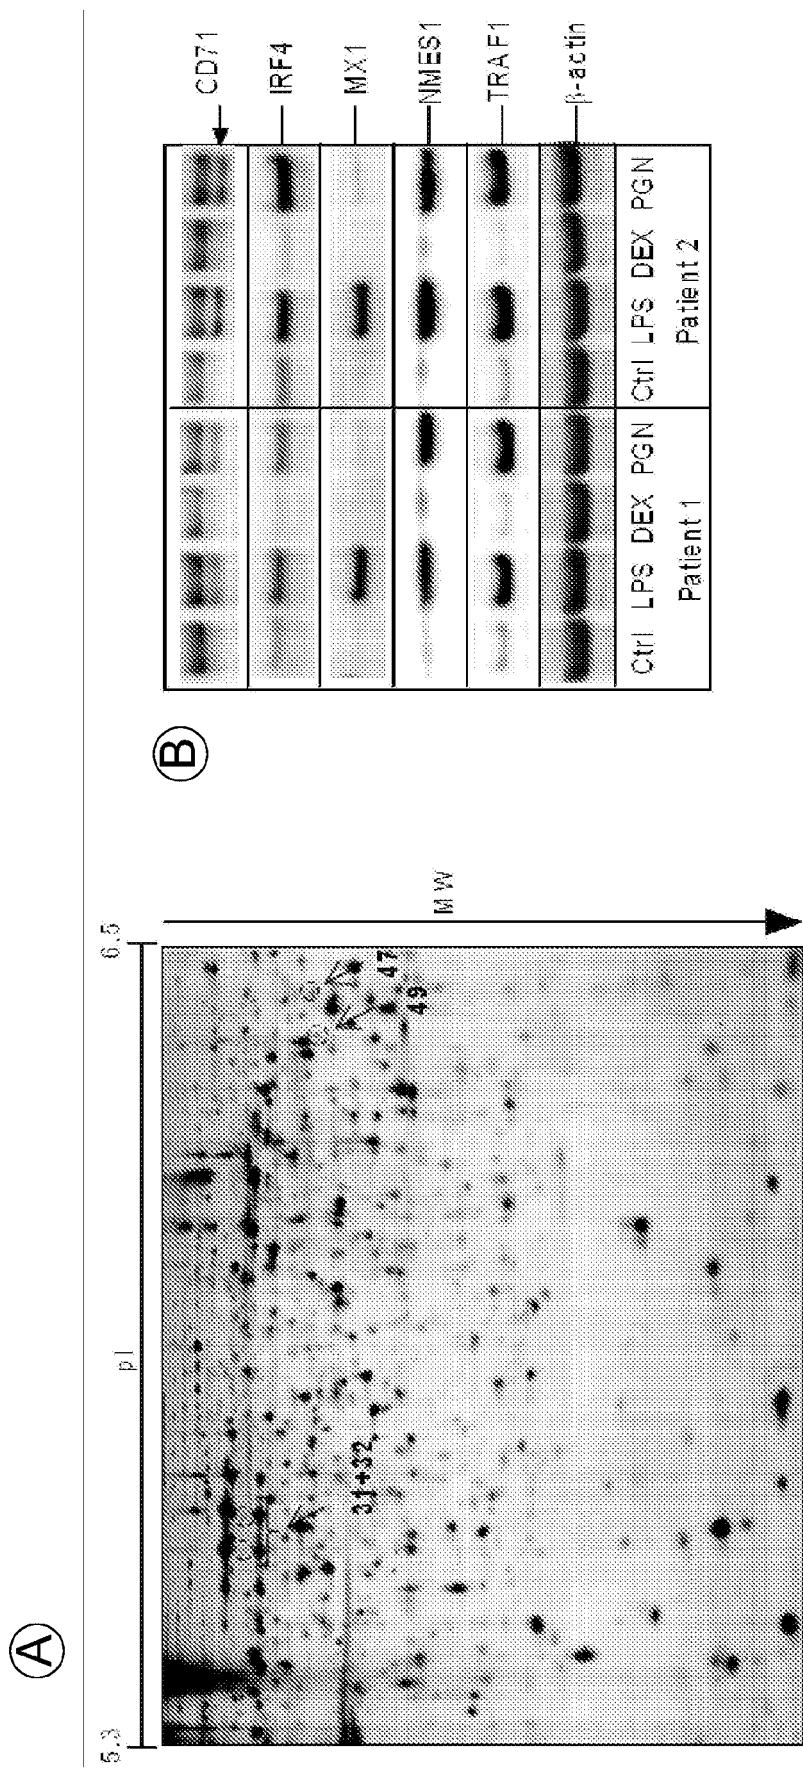 A
5.3
pI
6.5
MW
31+32
49
47
B
CD71
IRF4
MX1
NMES1
TRAF1
β-actin
Ctrl LPS DEX PGN Ctrl LPS DEX PGN
Patient 1 Patient 2